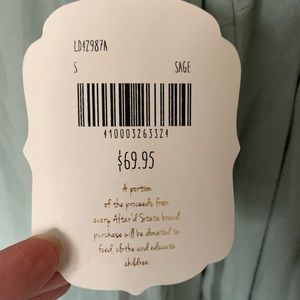 LD42987A
S SAGE
410003263324
$69.95
A portion
of the proceeds from
every Altar'd State brand
purchase will be donated to
feed, clothe and educate
children.